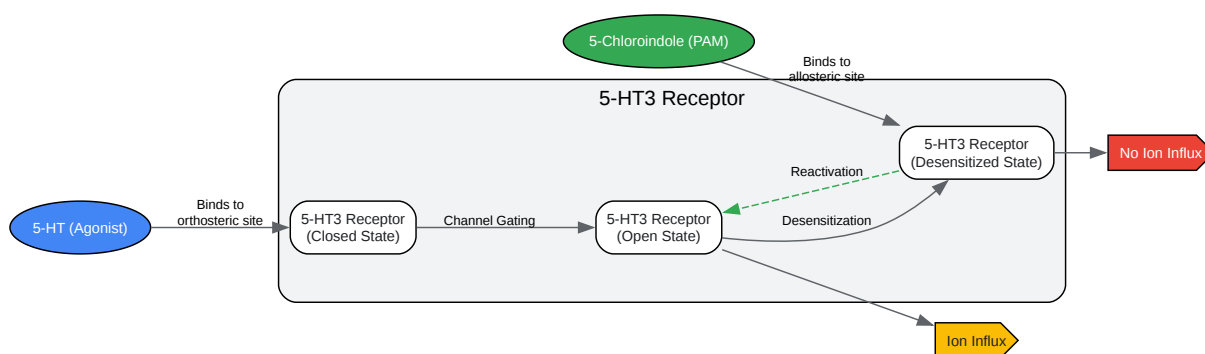 5-Chloroindole (PAM)
Binds to
allosteric site
5-HT3 Receptor
5-HT3 Receptor
(Desensitized State)
No Ion Influx
Reactivation
Binds to
orthosteric site
5-HT (Agonist)
5-HT3 Receptor
(Closed State)
Channel Gating
5-HT3 Receptor
(Open State)
Desensitization
Ion Influx